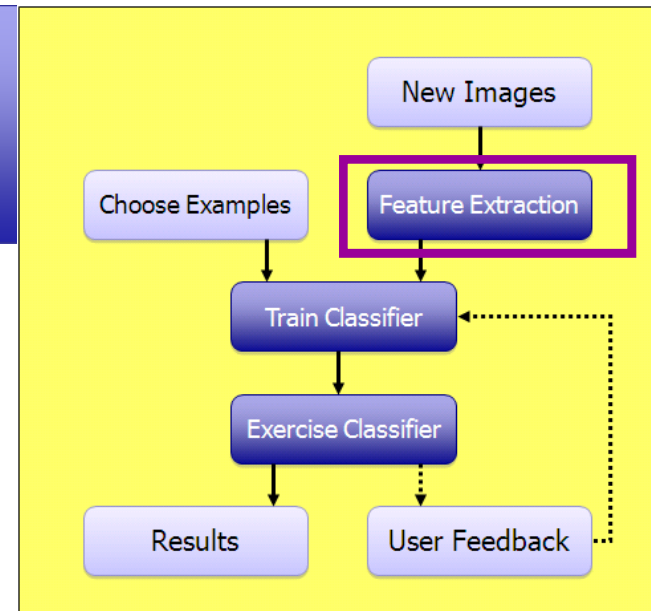 New Images
Choose Examples
Feature Extraction
Train Classifier
Exercise Classifier
Results
User Feedback